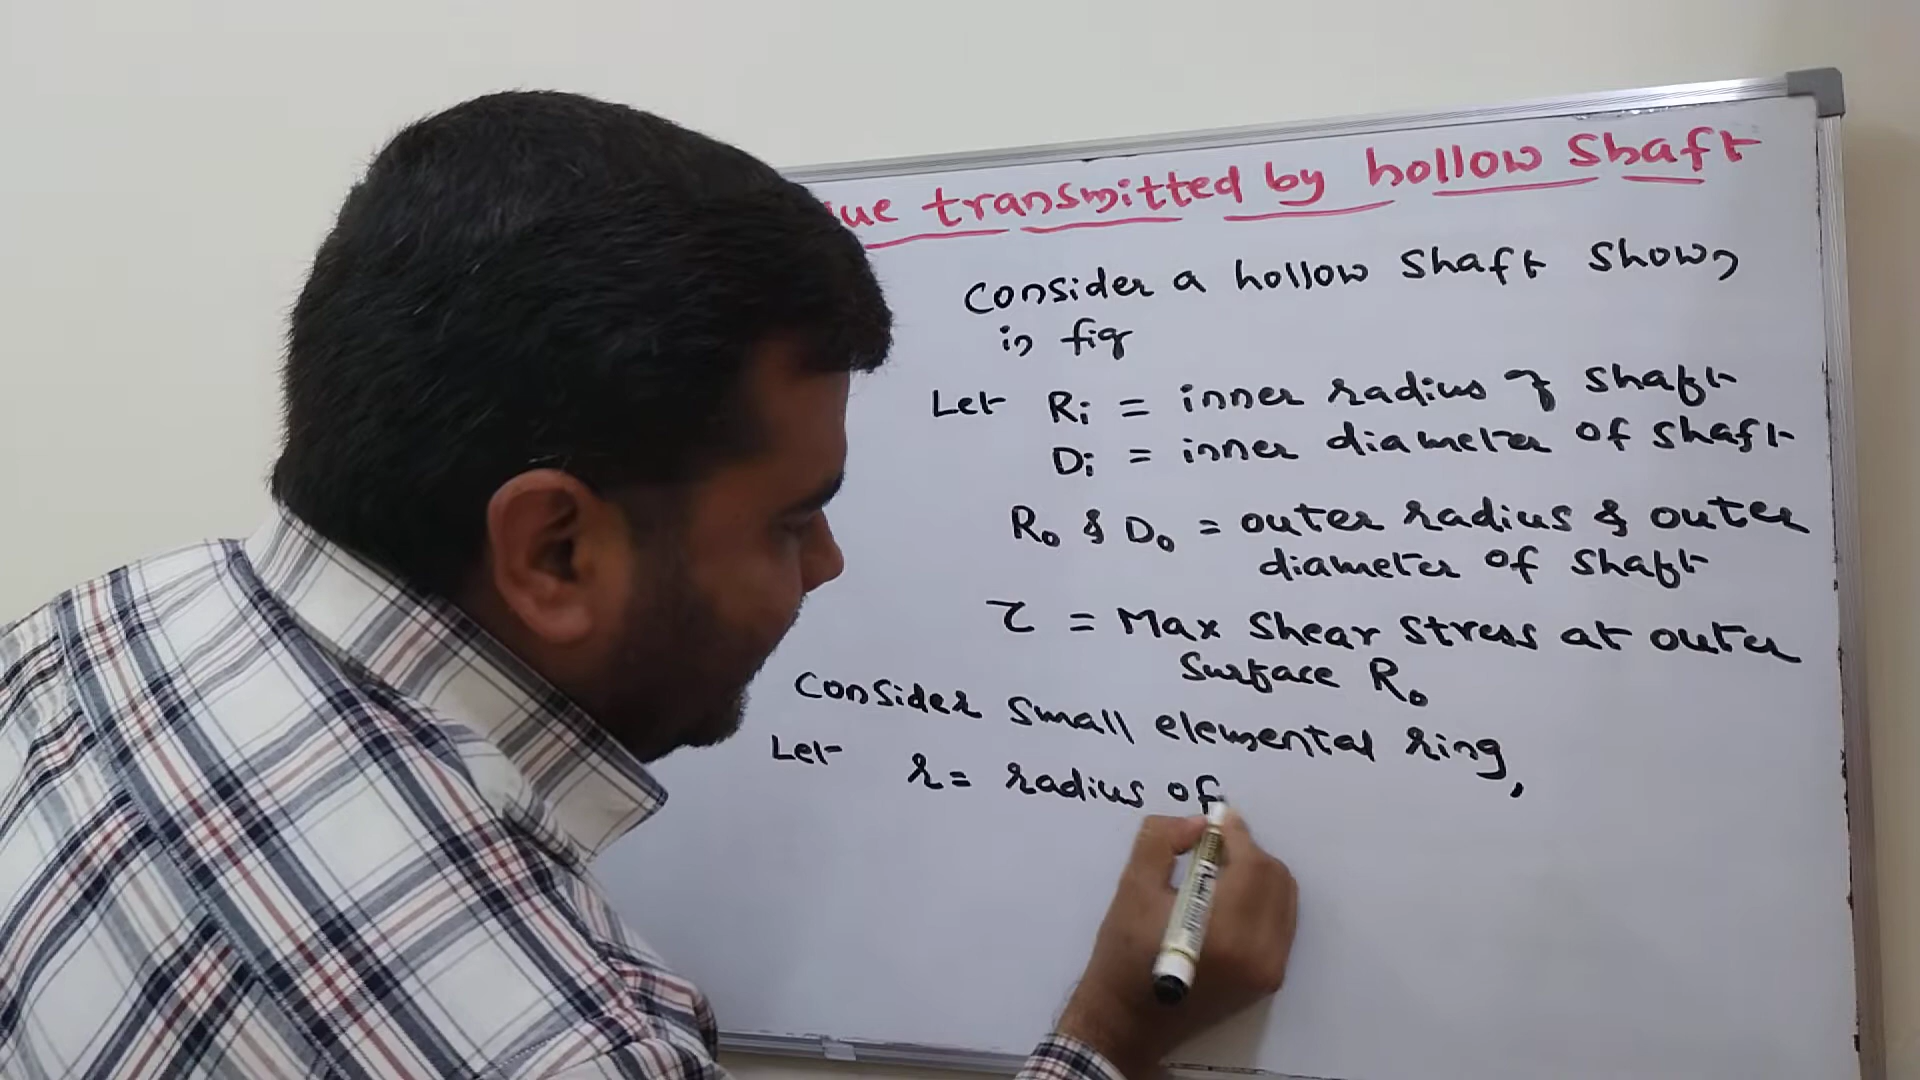 transmitted by hollow Shaft
Consider a hollow Shaft Shown
in fig
Let Ri = inner radius of shaft
Di = inner diameter of shaft
Ro & Do = outer radius & outer
diameter of shaft
τ = Max Shear Stress at outer
Surface Ro
Consider Small elemental ring,
Let r = radius of